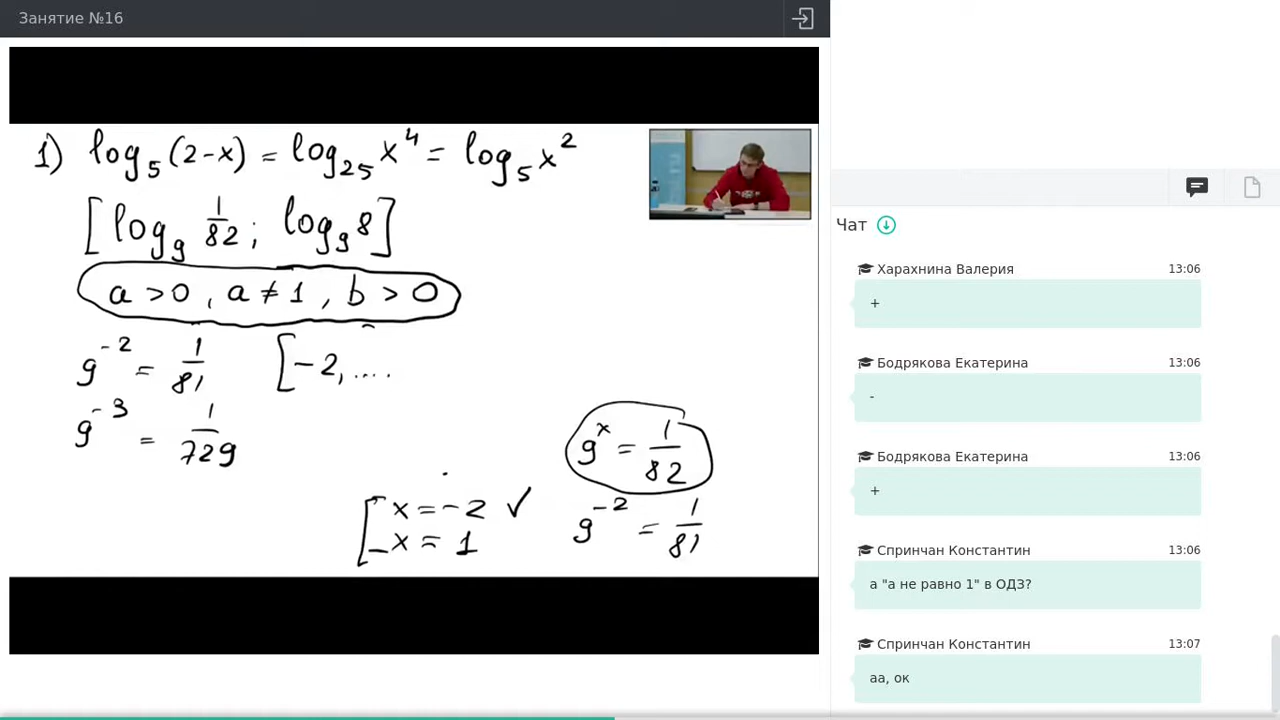 Занятие №16
1) log₅(2-x) = log₂₅ x⁴ = log₅ x²
[log₉ 1/82 ; log₉ 8]
a > 0 , a ≠ 1 , b > 0
9⁻² = 1/81 [-2, ....
9⁻³ = 1/729
9ˣ = 1/82
[ x = -2 ✓
x = 1
9⁻² = 1/81
Чат
Харахнина Валерия 13:06
+
Бодрякова Екатерина 13:06
-
Бодрякова Екатерина 13:06
+
Спринчан Константин 13:06
а "а не равно 1" в ОДЗ?
Спринчан Константин 13:07
аа, ок